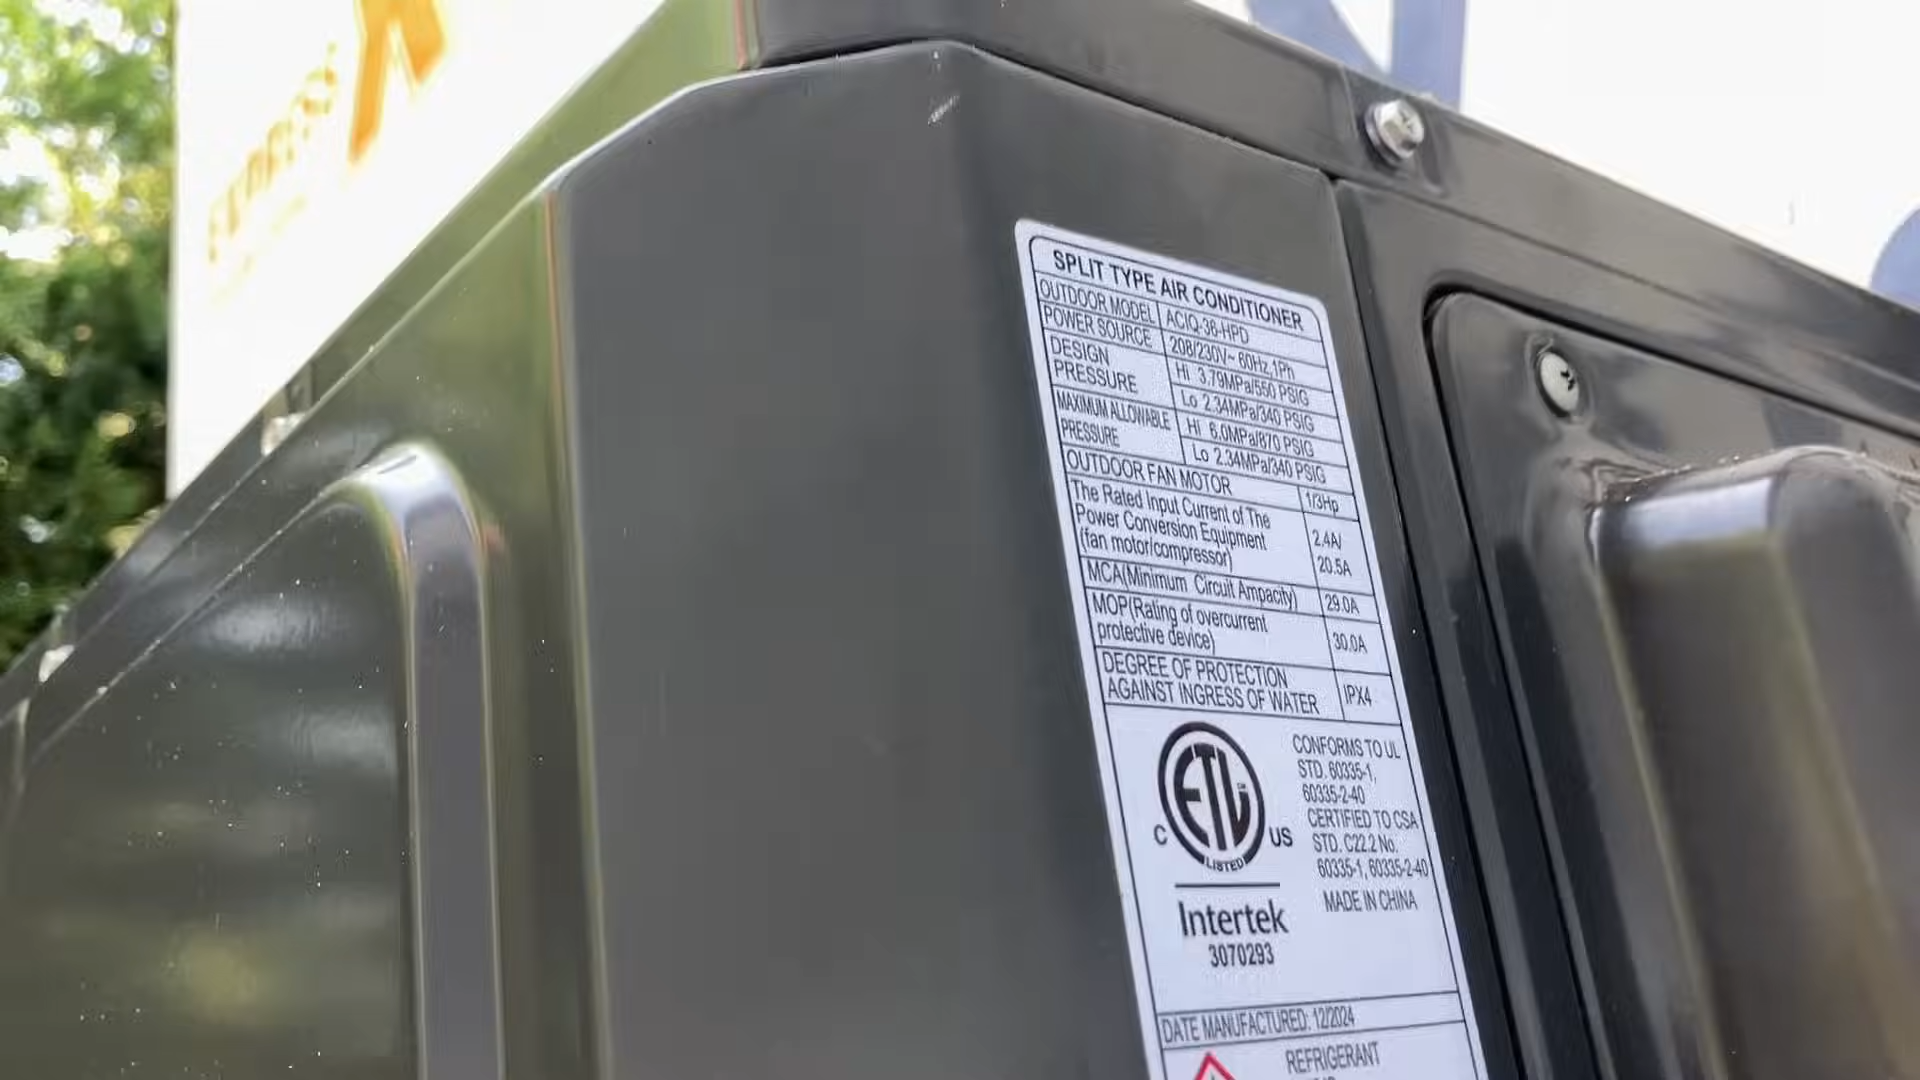 SPLIT TYPE AIR CONDITIONER
OUTDOOR MODEL ACIQ-36-HPD
POWER SOURCE 208/230V~ 60Hz,1Ph
DESIGN PRESSURE Hi 3.79MPa/550 PSIG
Lo 2.34MPa/340 PSIG
MAXIMUM ALLOWABLE PRESSURE Hi 6.0MPa/870 PSIG
Lo 2.34MPa/340 PSIG
OUTDOOR FAN MOTOR 1/3Hp
The Rated Input Current of The
Power Conversion Equipment 2.4A/
(fan motor/compressor) 20.5A
MCA(Minimum Circuit Ampacity) 29.0A
MOP(Rating of overcurrent
protective device) 30.0A
DEGREE OF PROTECTION
AGAINST INGRESS OF WATER IPX4
ETL CM
LISTED
C US
Intertek
3070293
CONFORMS TO UL
STD. 60335-1,
60335-2-40
CERTIFIED TO CSA
STD. C22.2 No.
60335-1, 60335-2-40
MADE IN CHINA
DATE MANUFACTURED: 12/2024
REFRIGERANT